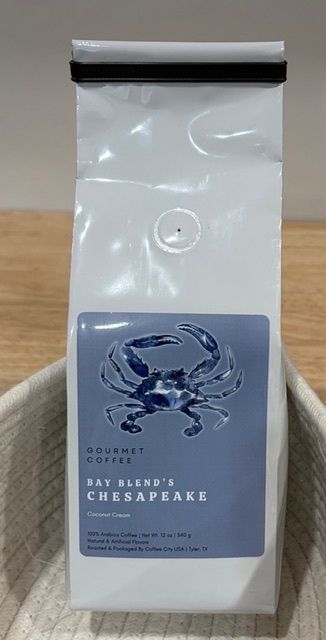 GOURMET
COFFEE
BAY BLEND'S
CHESAPEAKE
Coconut Cream
100% Arabica Coffee | Net Wt. 12 oz | 340 g
Natural & Artificial Flavors
Roasted & Packaged By Coffee City USA | Tyler, TX